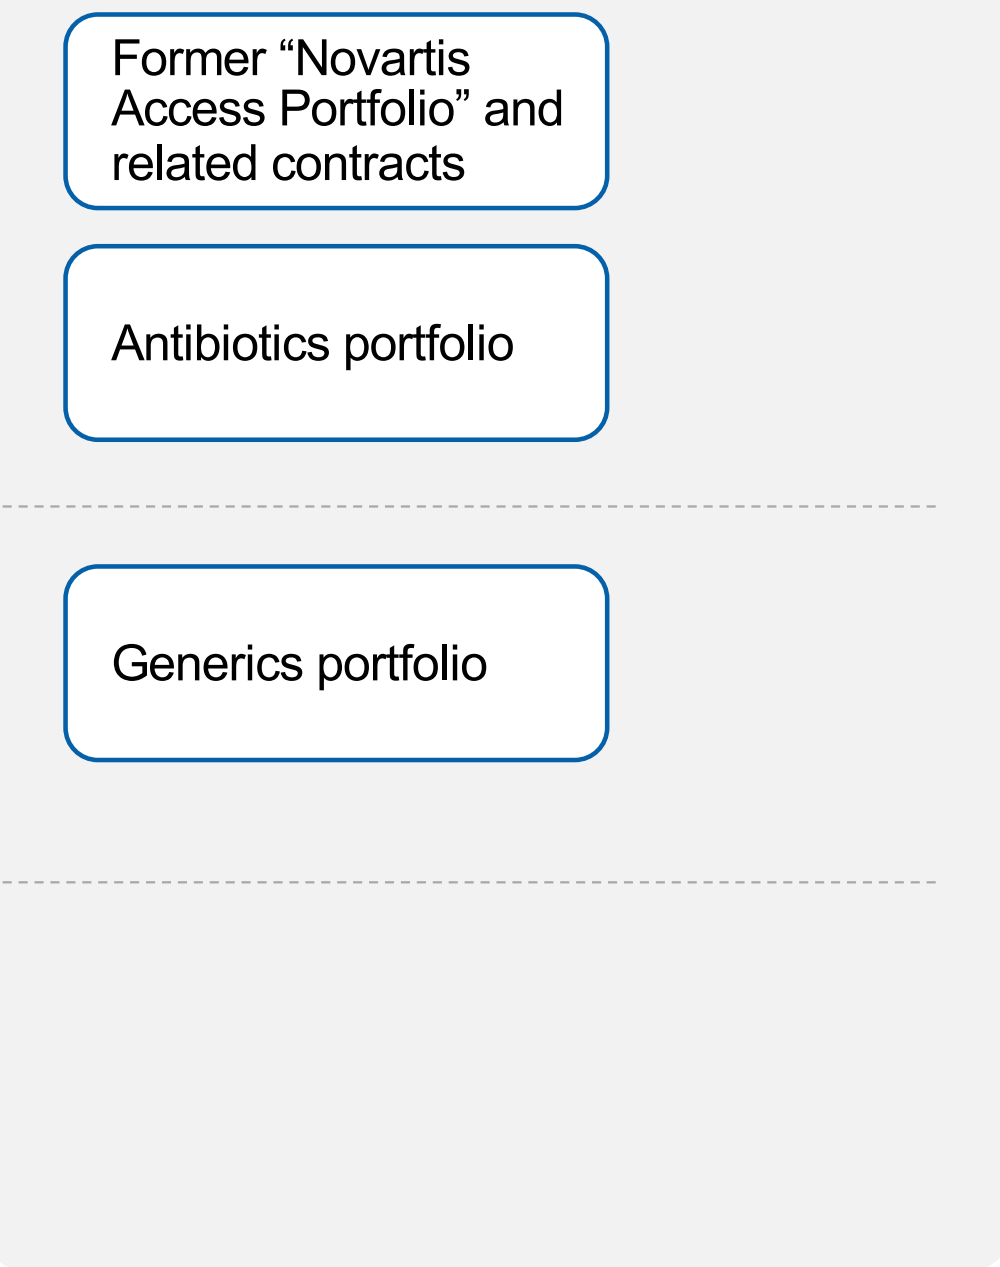 Former “Novartis
Access Portfolio” and
related contracts
Antibiotics portfolio
Generics portfolio